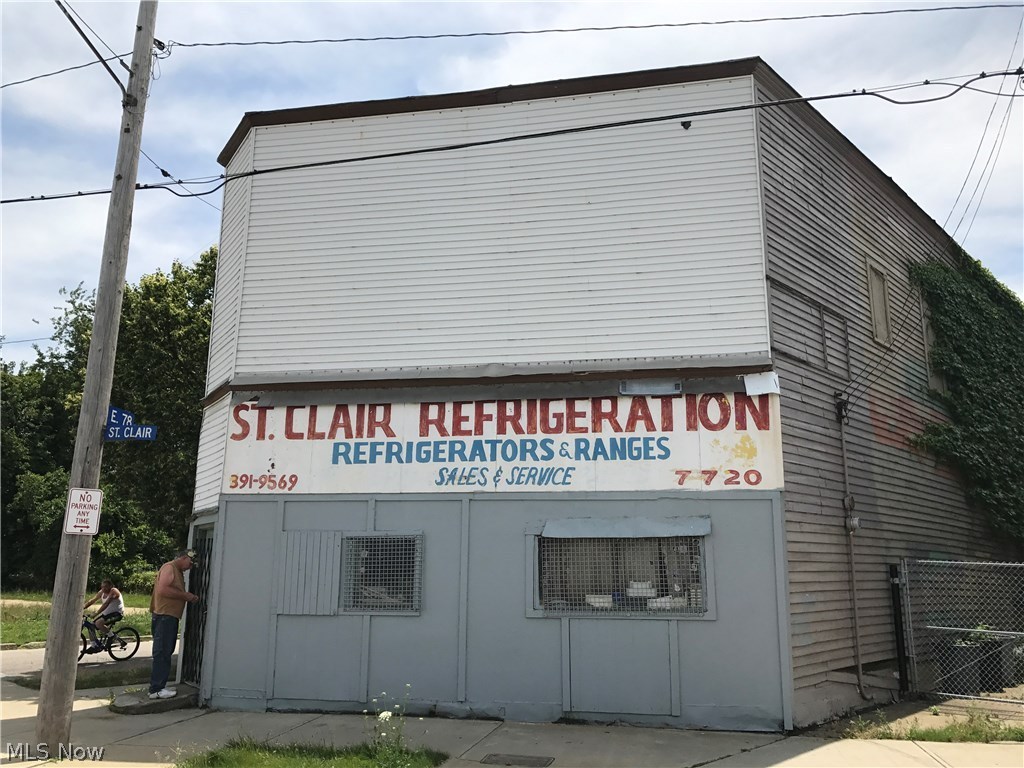 ST. CLAIR REFRIGERATION
REFRIGERATORS & RANGES
SALES & SERVICE
391-9569
7720
E. 78
ST. CLAIR
NO
PARKING
ANY
TIME
MLS Now